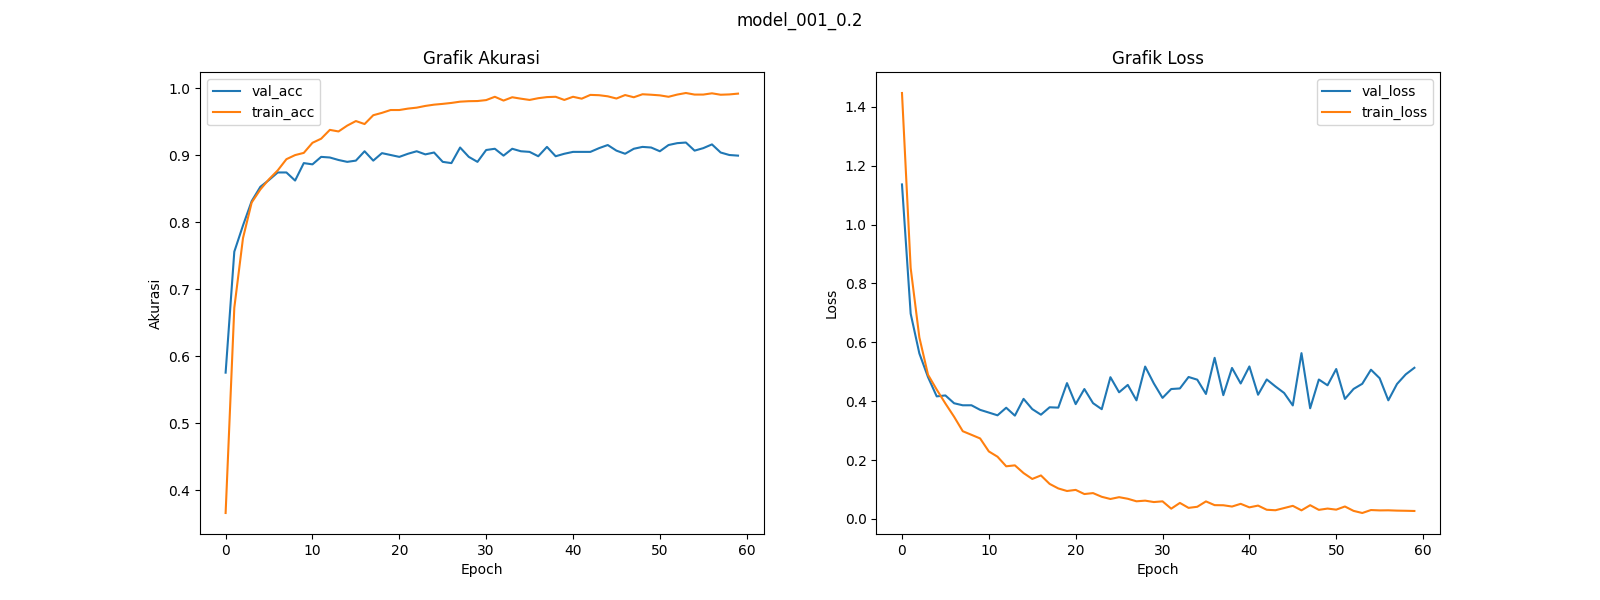 model_001_0.2
Grafik Akurasi
val_acc
train_acc
1.0
0.9
0.8
0.7
0.6
0.5
0.4
Akurasi
0 10 20 30 40 50 60
Epoch
Grafik Loss
val_loss
train_loss
1.4
1.2
1.0
0.8
0.6
0.4
0.2
0.0
Loss
0 10 20 30 40 50 60
Epoch